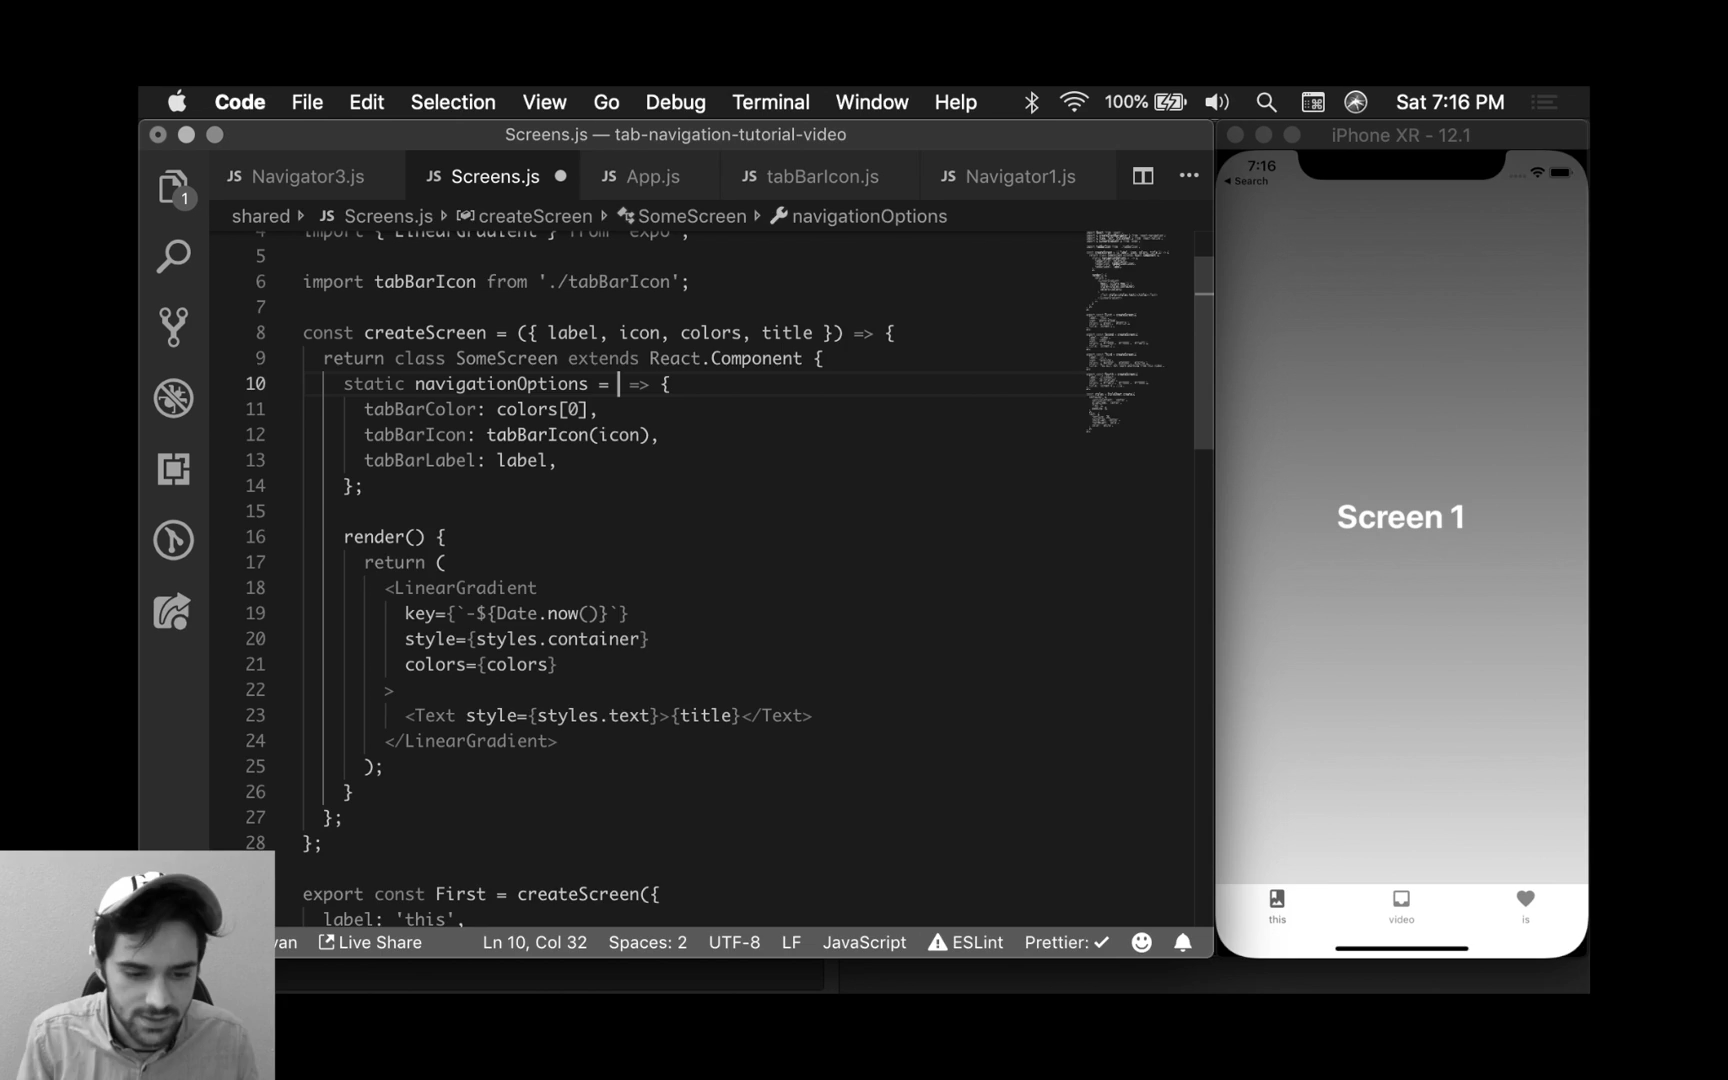 Code File Edit Selection View Go Debug Terminal Window Help 100% Sat 7:16 PM
Screens.js — tab-navigation-tutorial-video
iPhone XR - 12.1
JS Navigator3.js JS Screens.js JS App.js JS tabBarIcon.js JS Navigator1.js
1
shared JS Screens.js createScreen SomeScreen navigationOptions
4 import { LinearGradient } from 'expo';
5
6 import tabBarIcon from './tabBarIcon';
7
8 const createScreen = ({ label, icon, colors, title }) => {
9 return class SomeScreen extends React.Component {
10 static navigationOptions = => {
11 tabBarColor: colors[0],
12 tabBarIcon: tabBarIcon(icon),
13 tabBarLabel: label,
14 };
15
16 render() {
17 return (
18 <LinearGradient
19 key={`-${Date.now()}`}
20 style={styles.container}
21 colors={colors}
22 >
23 <Text style={styles.text}>{title}</Text>
24 </LinearGradient>
25 );
26 }
27 };
28 };
export const First = createScreen({
label: 'this',
van Live Share Ln 10, Col 32 Spaces: 2 UTF-8 LF JavaScript ESLint Prettier: ✓
7:16
Search
Screen 1
this video is